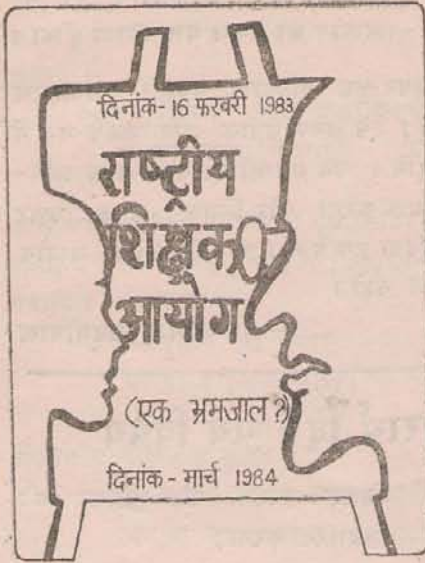 दिनांक - 16 फरवरी 1983
राष्ट्रीय
शिक्षक
आयोग
(एक भ्रमजाल ?)
दिनांक - मार्च 1984